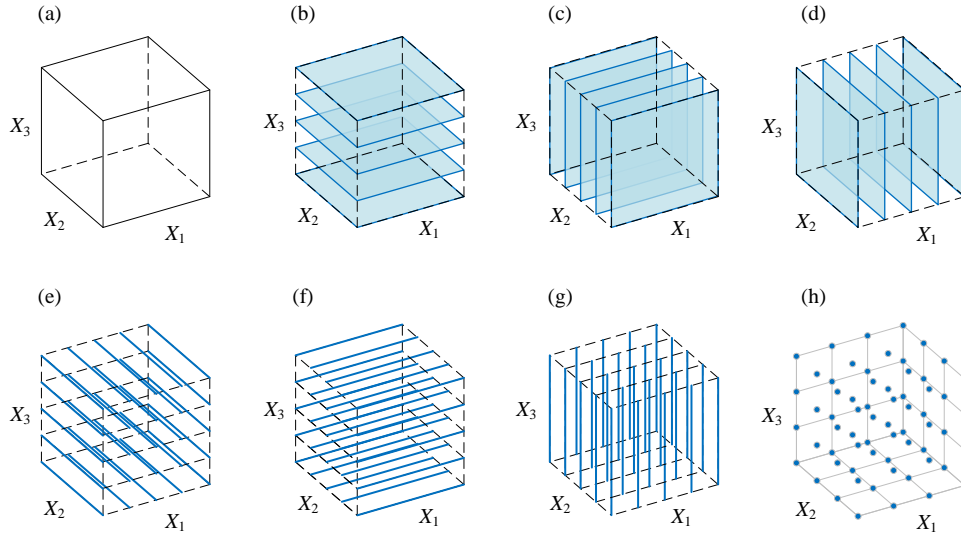 (a) (b) (c) (d)
X₃ X₃ X₃ X₃
X₂ X₁ X₂ X₁ X₂ X₁ X₂ X₁
(e) (f) (g) (h)
X₃ X₃ X₃ X₃
X₂ X₁ X₂ X₁ X₂ X₁ X₂ X₁